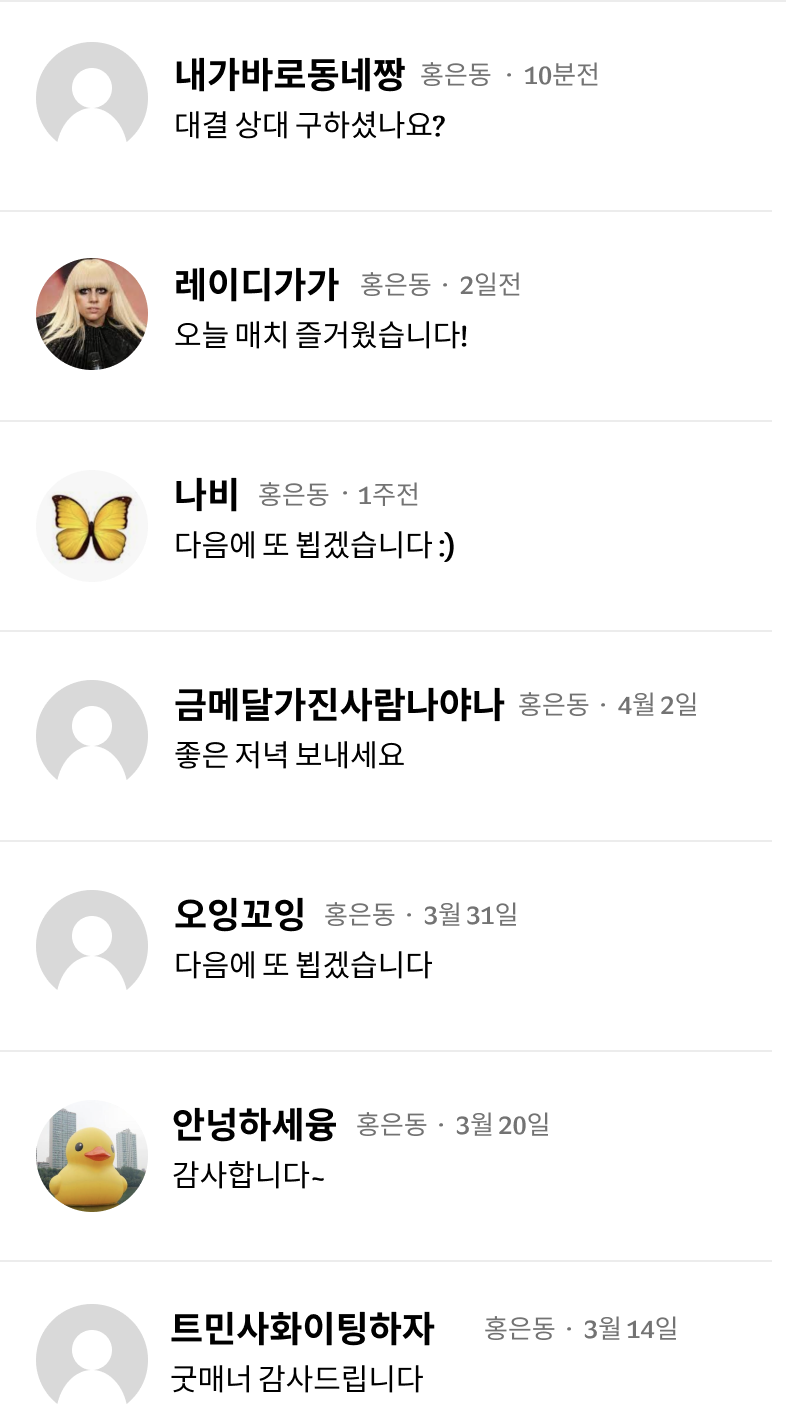 내가바로동네짱 홍은동 · 10분전
대결 상대 구하셨나요?
레이디가가 홍은동 · 2일전
오늘 매치 즐거웠습니다!
나비 홍은동 · 1주전
다음에 또 뵙겠습니다 :)
금메달가진사람나야나 홍은동 · 4월 2일
좋은 저녁 보내세요
오잉꼬잉 홍은동 · 3월 31일
다음에 또 뵙겠습니다
안넝하세융 홍은동 · 3월 20일
감사합니다~
트민사화이팅하자 홍은동 · 3월 14일
굿매너 감사드립니다